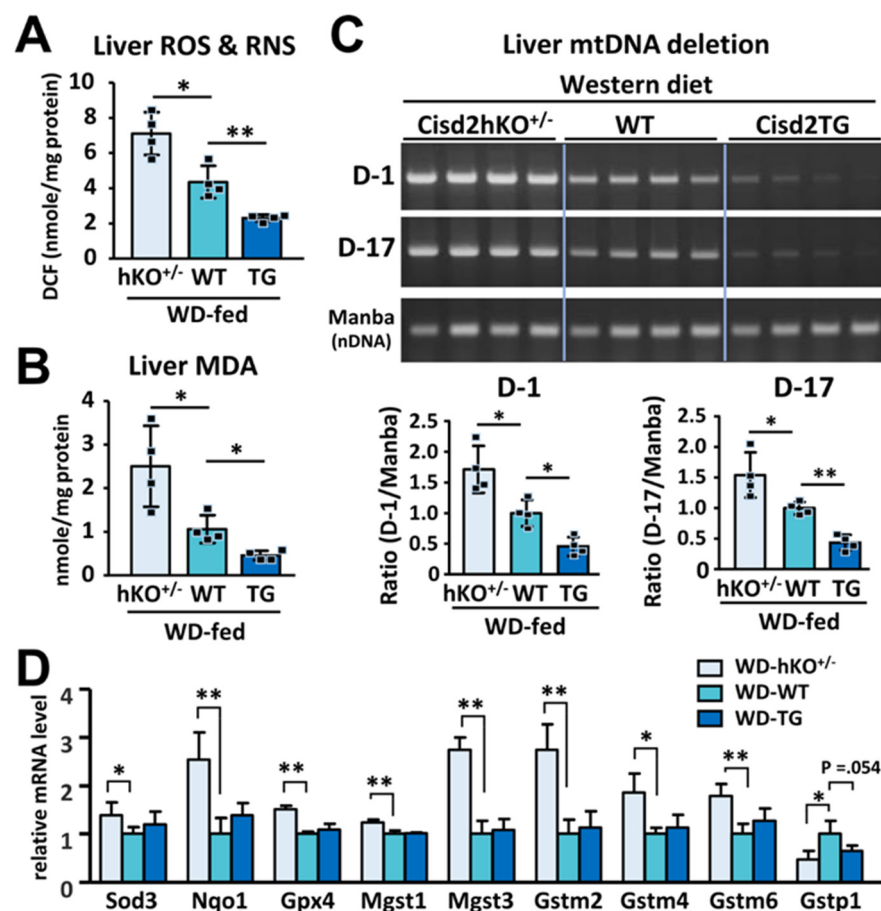 A
Liver ROS & RNS
DCF (nmole/mg protein)
10
8
6
4
2
0
*
**
hKO+/- WT TG
WD-fed
B
Liver MDA
nmole/mg protein
4
3
2
1
0
*
*
hKO+/- WT TG
WD-fed
C
Liver mtDNA deletion
Western diet
Cisd2hKO+/- WT Cisd2TG
D-1
D-17
Manba
(nDNA)
D-1
Ratio (D-1/Manba)
2.5
2.0
1.5
1.0
0.5
0
*
*
hKO+/- WT TG
WD-fed
D-17
Ratio (D-17/Manba)
2.5
2.0
1.5
1.0
0.5
0
*
**
hKO+/- WT TG
WD-fed
D
WD-hKO+/-
WD-WT
WD-TG
relative mRNA level
4
3
2
1
0
* ** ** ** ** ** * ** * P =.054
Sod3 Nqo1 Gpx4 Mgst1 Mgst3 Gstm2 Gstm4 Gstm6 Gstp1